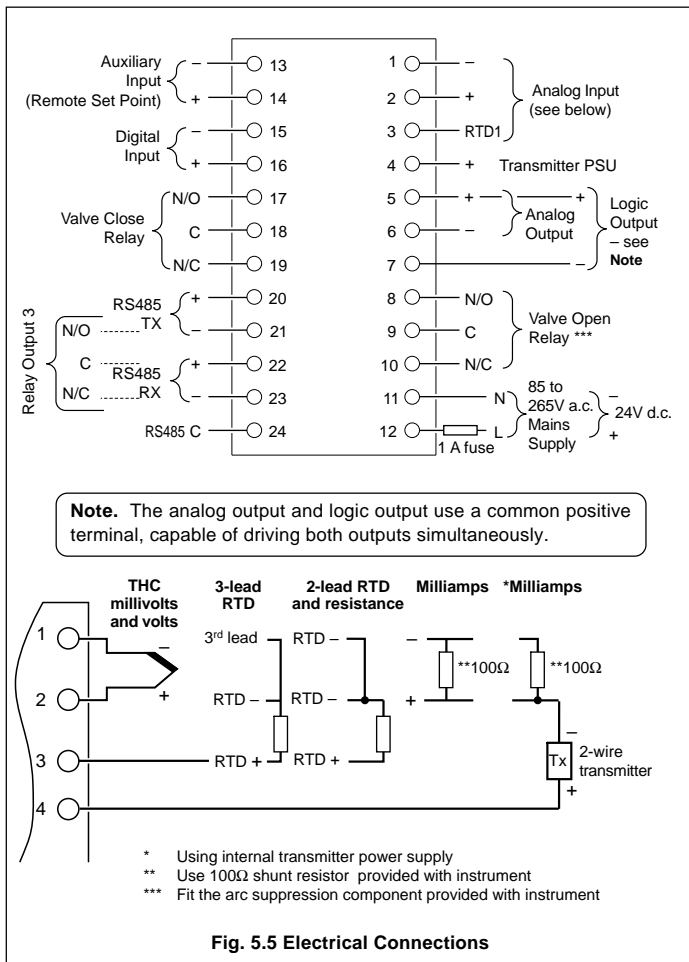 Auxiliary
Input
(Remote Set Point)
–
+
13
14
Digital
Input
–
+
15
16
Valve Close
Relay
N/O
C
N/C
17
18
19
Relay Output 3
N/O
C
N/C
RS485
TX
+
–
20
21
RS485
RX
+
–
22
23
RS485 C
24
1
–
2
+
3
RTD1
Analog Input
(see below)
4
+
Transmitter PSU
5
+
6
–
Analog
Output
7
+
–
Logic
Output
– see
Note
8
N/O
9
C
10
N/C
Valve Open
Relay ***
11
N
12
1 A fuse
L
85 to
265V a.c.
Mains
Supply
–
24V d.c.
+
Note. The analog output and logic output use a common positive
terminal, capable of driving both outputs simultaneously.
THC
millivolts
and volts
3-lead
RTD
2-lead RTD
and resistance
Milliamps
*Milliamps
1
2
3
4
–
+
3rd lead
RTD –
RTD +
RTD –
RTD –
RTD +
–
+
**100Ω
**100Ω
–
Tx
+
2-wire
transmitter
* Using internal transmitter power supply
** Use 100Ω shunt resistor provided with instrument
*** Fit the arc suppression component provided with instrument
Fig. 5.5 Electrical Connections